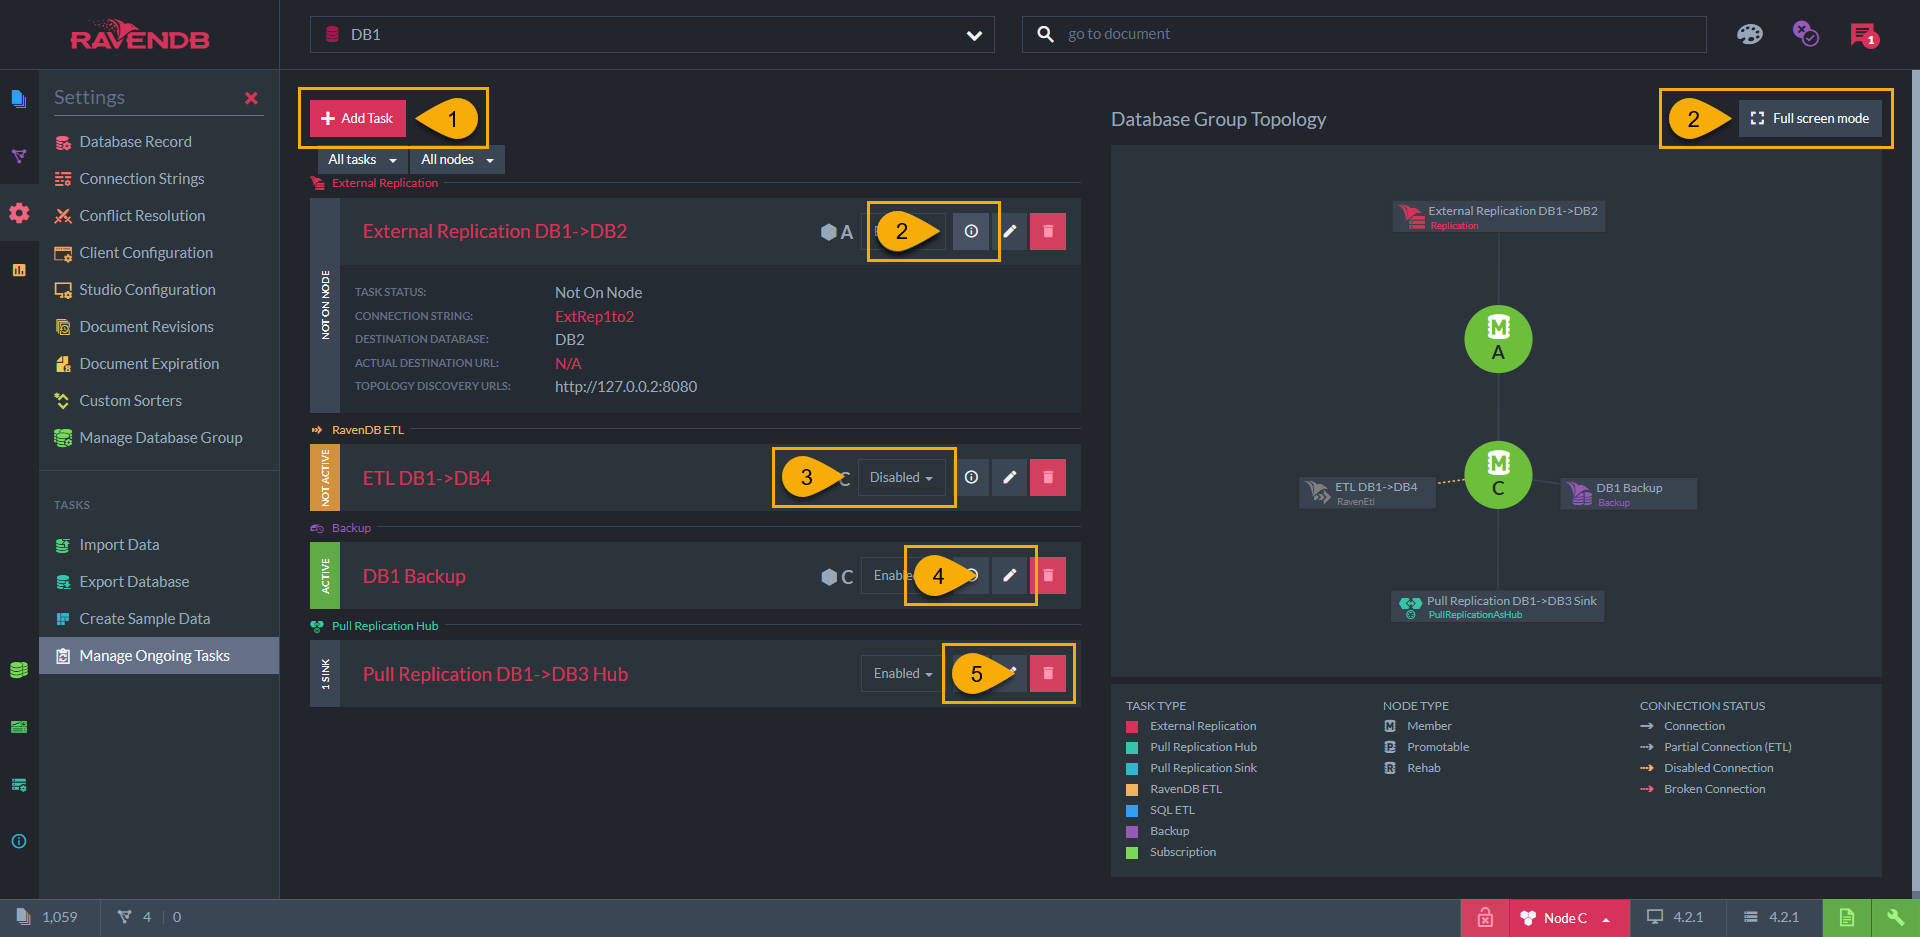 RAVENDB
DB1
go to document
1
Settings
Database Record
Connection Strings
Conflict Resolution
Client Configuration
Studio Configuration
Document Revisions
Document Expiration
Custom Sorters
Manage Database Group
TASKS
Import Data
Export Database
Create Sample Data
Manage Ongoing Tasks
Add Task
1
All tasks
All nodes
External Replication
NOT ON NODE
External Replication DB1->DB2
A
2
TASK STATUS: Not On Node
CONNECTION STRING: ExtRep1to2
DESTINATION DATABASE: DB2
ACTUAL DESTINATION URL: N/A
TOPOLOGY DISCOVERY URLS: http://127.0.0.2:8080
RavenDB ETL
NOT ACTIVE
ETL DB1->DB4
3
C
Disabled
Backup
ACTIVE
DB1 Backup
C
4
Pull Replication Hub
1 SINK
Pull Replication DB1->DB3 Hub
Enabled
5
Database Group Topology
2
Full screen mode
External Replication DB1->DB2
Replication
M
A
M
C
ETL DB1->DB4
RavenEtl
DB1 Backup
Backup
Pull Replication DB1->DB3 Sink
PullReplicationAsHub
TASK TYPE
External Replication
Pull Replication Hub
Pull Replication Sink
RavenDB ETL
SQL ETL
Backup
Subscription
NODE TYPE
M Member
P Promotable
R Rehab
CONNECTION STATUS
Connection
Partial Connection (ETL)
Disabled Connection
Broken Connection
1,059
4 | 0
Node C
4.2.1
4.2.1